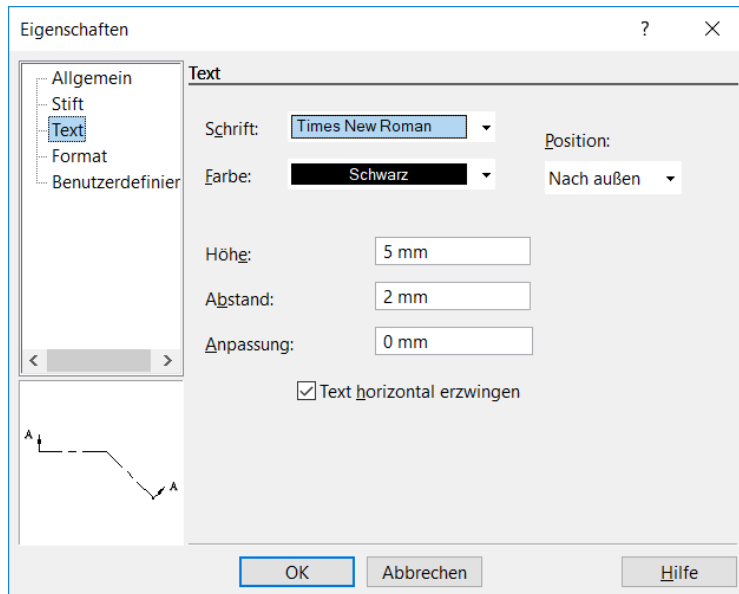 Eigenschaften ?
Allgemein
Stift
Text
Format
Benutzerdefinier
Text
Schrift: Times New Roman
Position:
Farbe: Schwarz
Nach außen
Höhe: 5 mm
Abstand: 2 mm
Anpassung: 0 mm
Text horizontal erzwingen
A
A
OK Abbrechen Hilfe